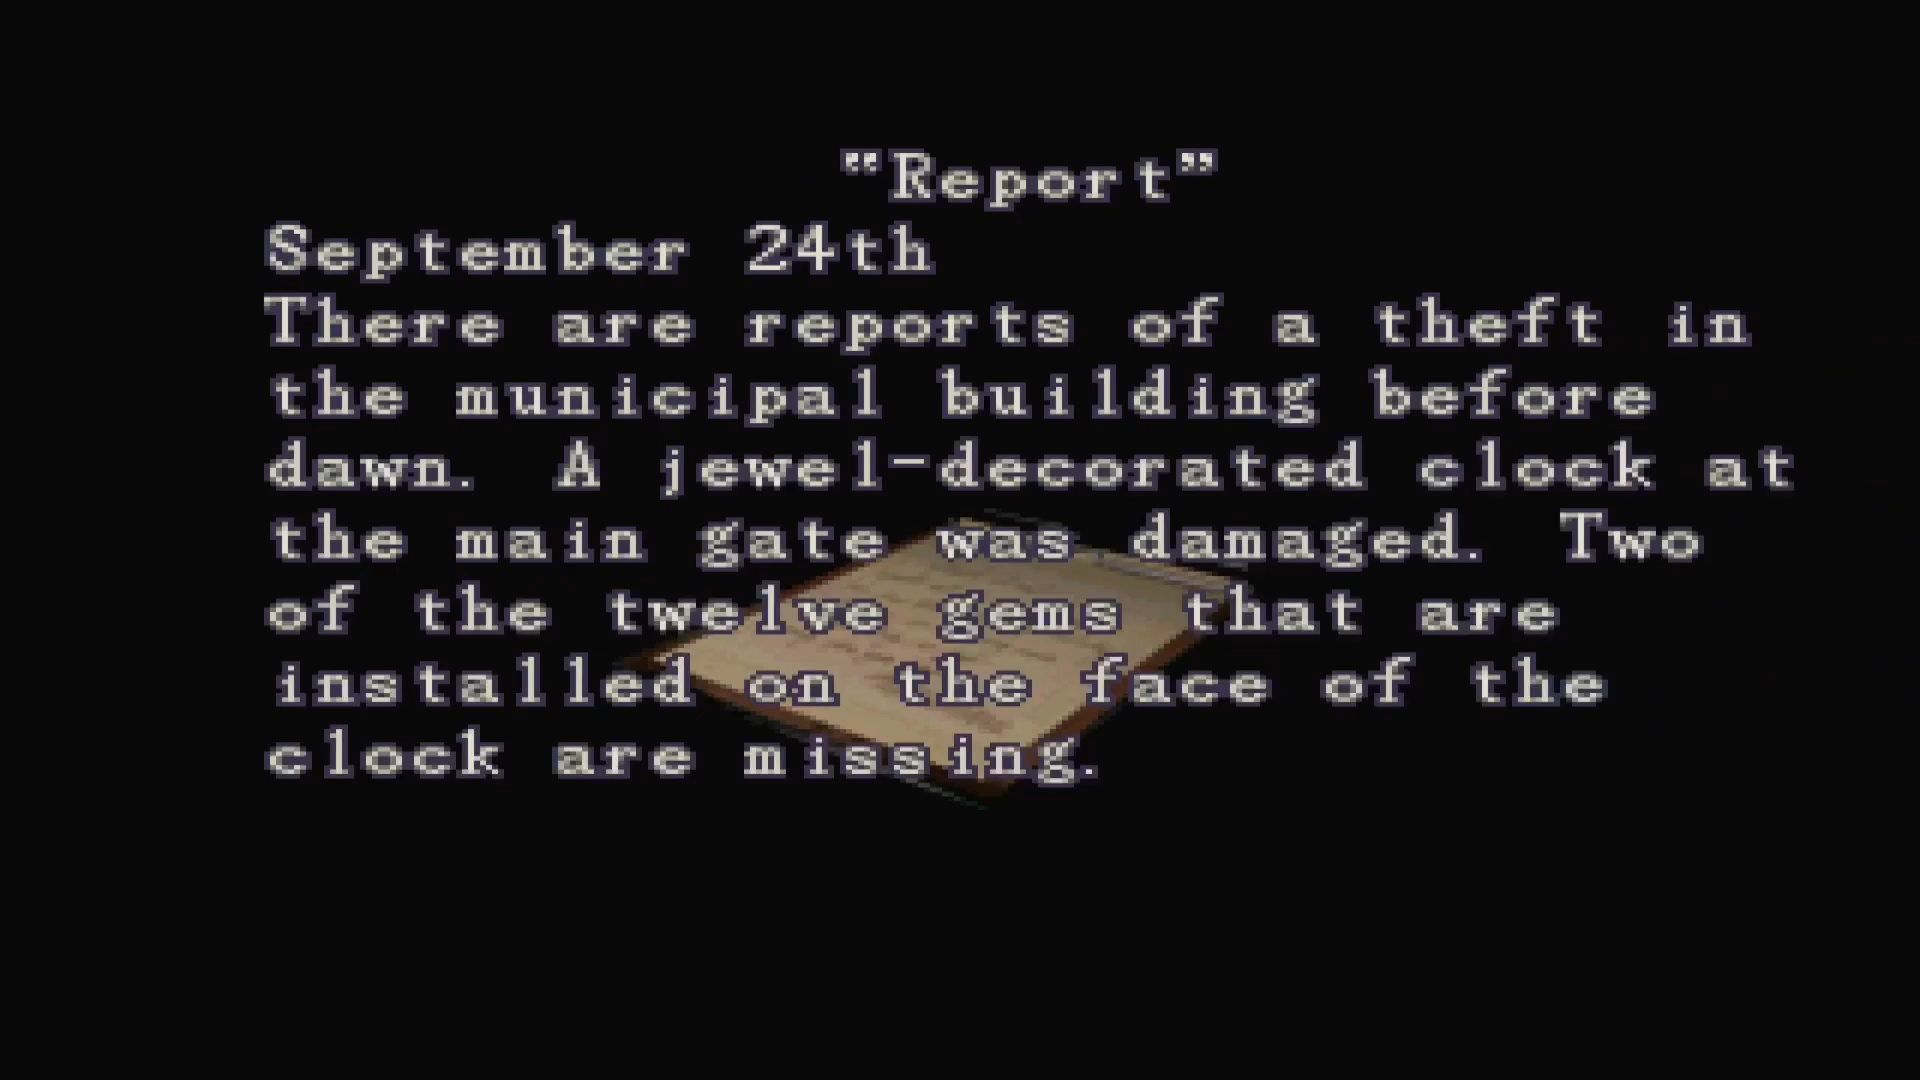 “Report”
September 24th
There are reports of a theft in
the municipal building before
dawn. A jewel-decorated clock at
the main gate was damaged. Two
of the twelve gems that are
installed on the face of the
clock are missing.